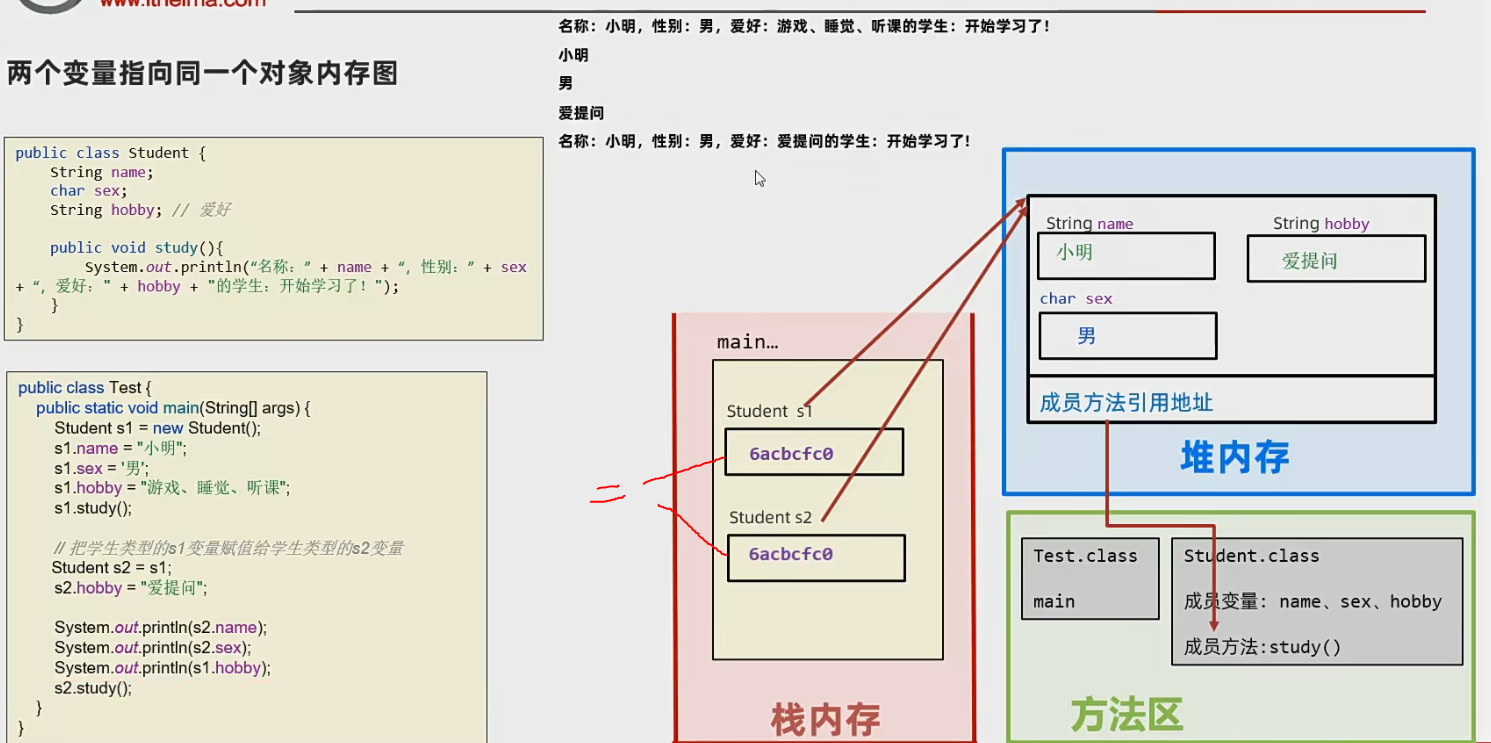 www.itheima.com
两个变量指向同一个对象内存图
名称：小明，性别：男，爱好：游戏、睡觉、听课的学生：开始学习了！
小明
男
爱提问
名称：小明，性别：男，爱好：爱提问的学生：开始学习了!
public class Student {
String name;
char sex;
String hobby; // 爱好
public void study(){
System.out.println(“名称：” + name + “, 性别：” + sex
+ “, 爱好：" + hobby + "的学生：开始学习了！");
}
}
public class Test {
public static void main(String[] args) {
Student s1 = new Student();
s1.name = "小明";
s1.sex = '男';
s1.hobby = "游戏、睡觉、听课";
s1.study();
// 把学生类型的s1变量赋值给学生类型的s2变量
Student s2 = s1;
s2.hobby = "爱提问";
System.out.println(s2.name);
System.out.println(s2.sex);
System.out.println(s1.hobby);
s2.study();
}
}
main…
Student s1
6acbcfc0
Student s2
6acbcfc0
栈内存
String name
小明
String hobby
爱提问
char sex
男
成员方法引用地址
堆内存
Test.class
main
Student.class
成员变量: name、sex、hobby
成员方法:study()
方法区